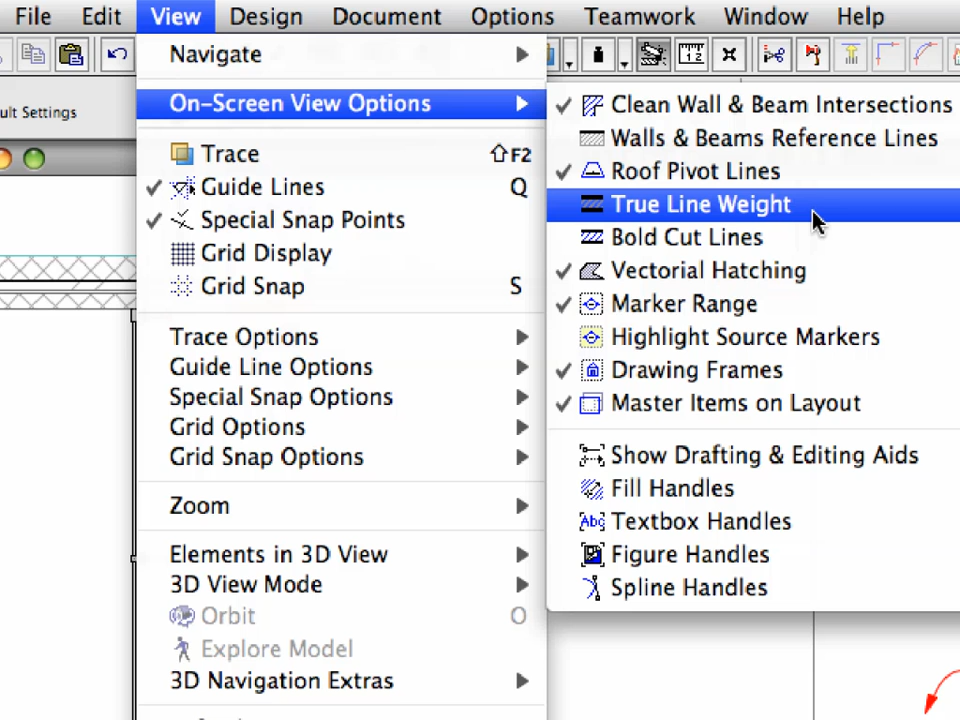 File Edit View Design Document Options Teamwork Window Help
Navigate
1 2
On-Screen View Options
ult Settings
Trace ⇧F2
Guide Lines Q
Special Snap Points
Grid Display
Grid Snap S
Trace Options
Guide Line Options
Special Snap Options
Grid Options
Grid Snap Options
Zoom
Elements in 3D View
3D View Mode
Orbit O
Explore Model
3D Navigation Extras
Clean Wall & Beam Intersections
Walls & Beams Reference Lines
Roof Pivot Lines
True Line Weight
Bold Cut Lines
Vectorial Hatching
Marker Range
Highlight Source Markers
Drawing Frames
Master Items on Layout
Show Drafting & Editing Aids
Fill Handles
Abc Textbox Handles
Figure Handles
Spline Handles